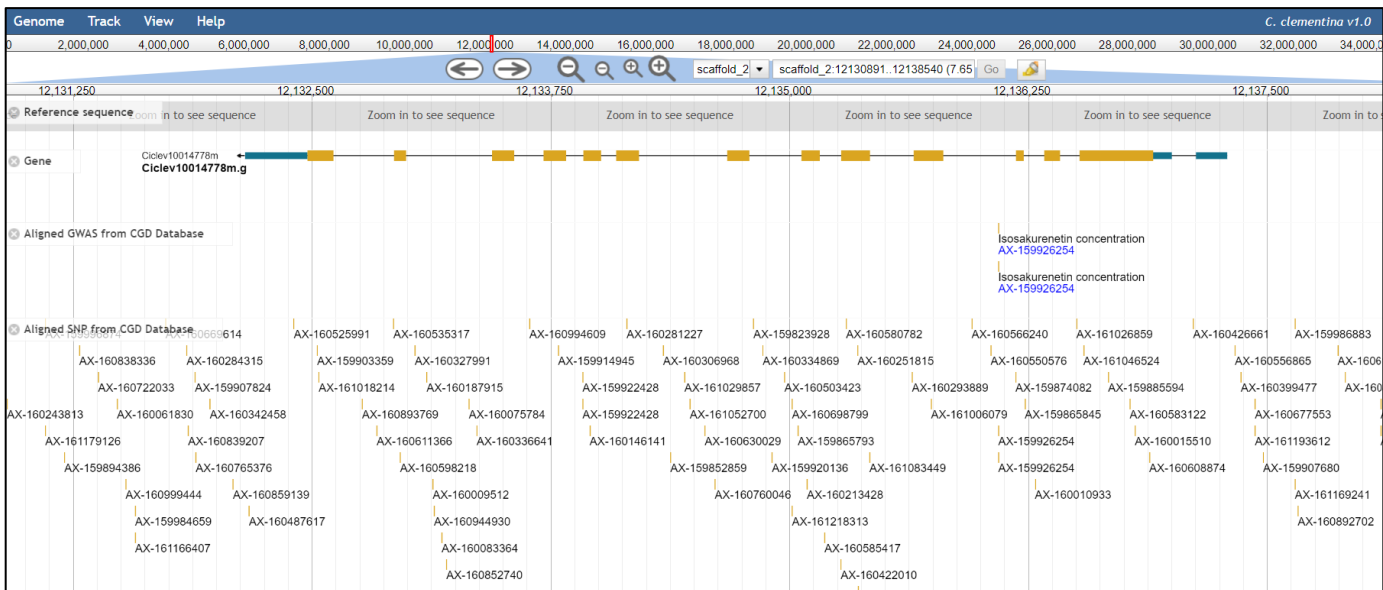 Genome Track View Help C. clementina v1.0
0 2,000,000 4,000,000 6,000,000 8,000,000 10,000,000 12,000,000 14,000,000 16,000,000 18,000,000 20,000,000 22,000,000 24,000,000 26,000,000 28,000,000 30,000,000 32,000,000 34,000,0
scaffold_2 scaffold_2:12130891..12138540 (7.65 Go
12,131,250 12,132,500 12,133,750 12,135,000 12,136,250 12,137,500
Reference sequence Zoom in to see sequence Zoom in to see sequence Zoom in to see sequence Zoom in to see sequence Zoom in to see sequence Zoom in to s
Gene Ciclev10014778m
Ciclev10014778m.g
Aligned GWAS from CGD Database
Isosakurenetin concentration
AX-159926254
Isosakurenetin concentration
AX-159926254
Aligned SNP from CGD Database AX-160669614 AX-160525991 AX-160535317 AX-160994609 AX-160281227 AX-159823928 AX-160580782 AX-160566240 AX-161026859 AX-160426661 AX-159986883
AX-160838336 AX-160284315 AX-159903359 AX-160327991 AX-159914945 AX-160306968 AX-160334869 AX-160251815 AX-160550576 AX-161046524 AX-160556865 AX-1606
AX-160722033 AX-159907824 AX-161018214 AX-160187915 AX-159922428 AX-161029857 AX-160503423 AX-160293889 AX-159874082 AX-159885594 AX-160399477 AX-160
AX-160243813 AX-160061830 AX-160342458 AX-160893769 AX-160075784 AX-159922428 AX-161052700 AX-160698799 AX-161006079 AX-159865845 AX-160583122 AX-160677553
AX-161179126 AX-160839207 AX-160611366 AX-160336641 AX-160146141 AX-160630029 AX-159865793 AX-159926254 AX-160015510 AX-161193612
AX-159894386 AX-160765376 AX-160598218 AX-159852859 AX-159920136 AX-161083449 AX-159926254 AX-160608874 AX-159907680
AX-160999444 AX-160859139 AX-160009512 AX-160760046 AX-160213428 AX-160010933 AX-161169241
AX-159984659 AX-160487617 AX-160944930 AX-161218313 AX-160892702
AX-161166407 AX-160083364 AX-160585417
AX-160852740 AX-160422010